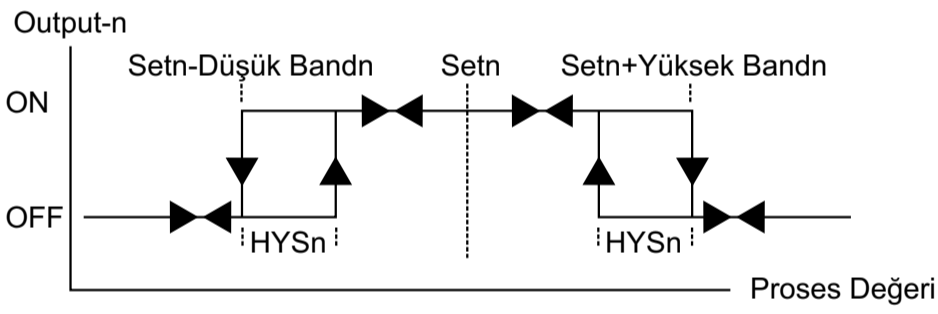 Output-n
Setn-Düşük Bandn Setn Setn+Yüksek Bandn
ON
OFF
HYSn HYSn
Proses Değeri